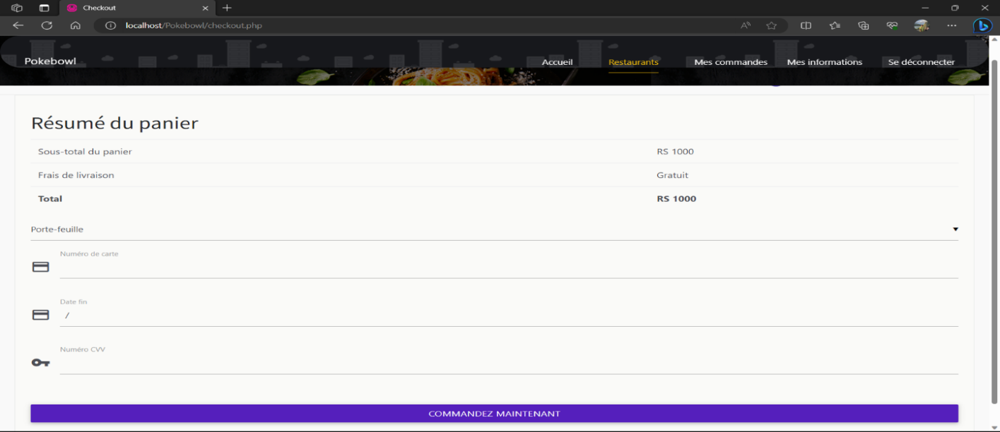 Checkout
localhost/Pokebowl/checkout.php
Pokebowl
Accueil
Restaurants
Mes commandes
Mes informations
Se déconnecter
Résumé du panier
Sous-total du panier RS 1000
Frais de livraison Gratuit
Total RS 1000
Porte-feuille
Numéro de carte
Date fin
/
Numéro CVV
COMMANDEZ MAINTENANT